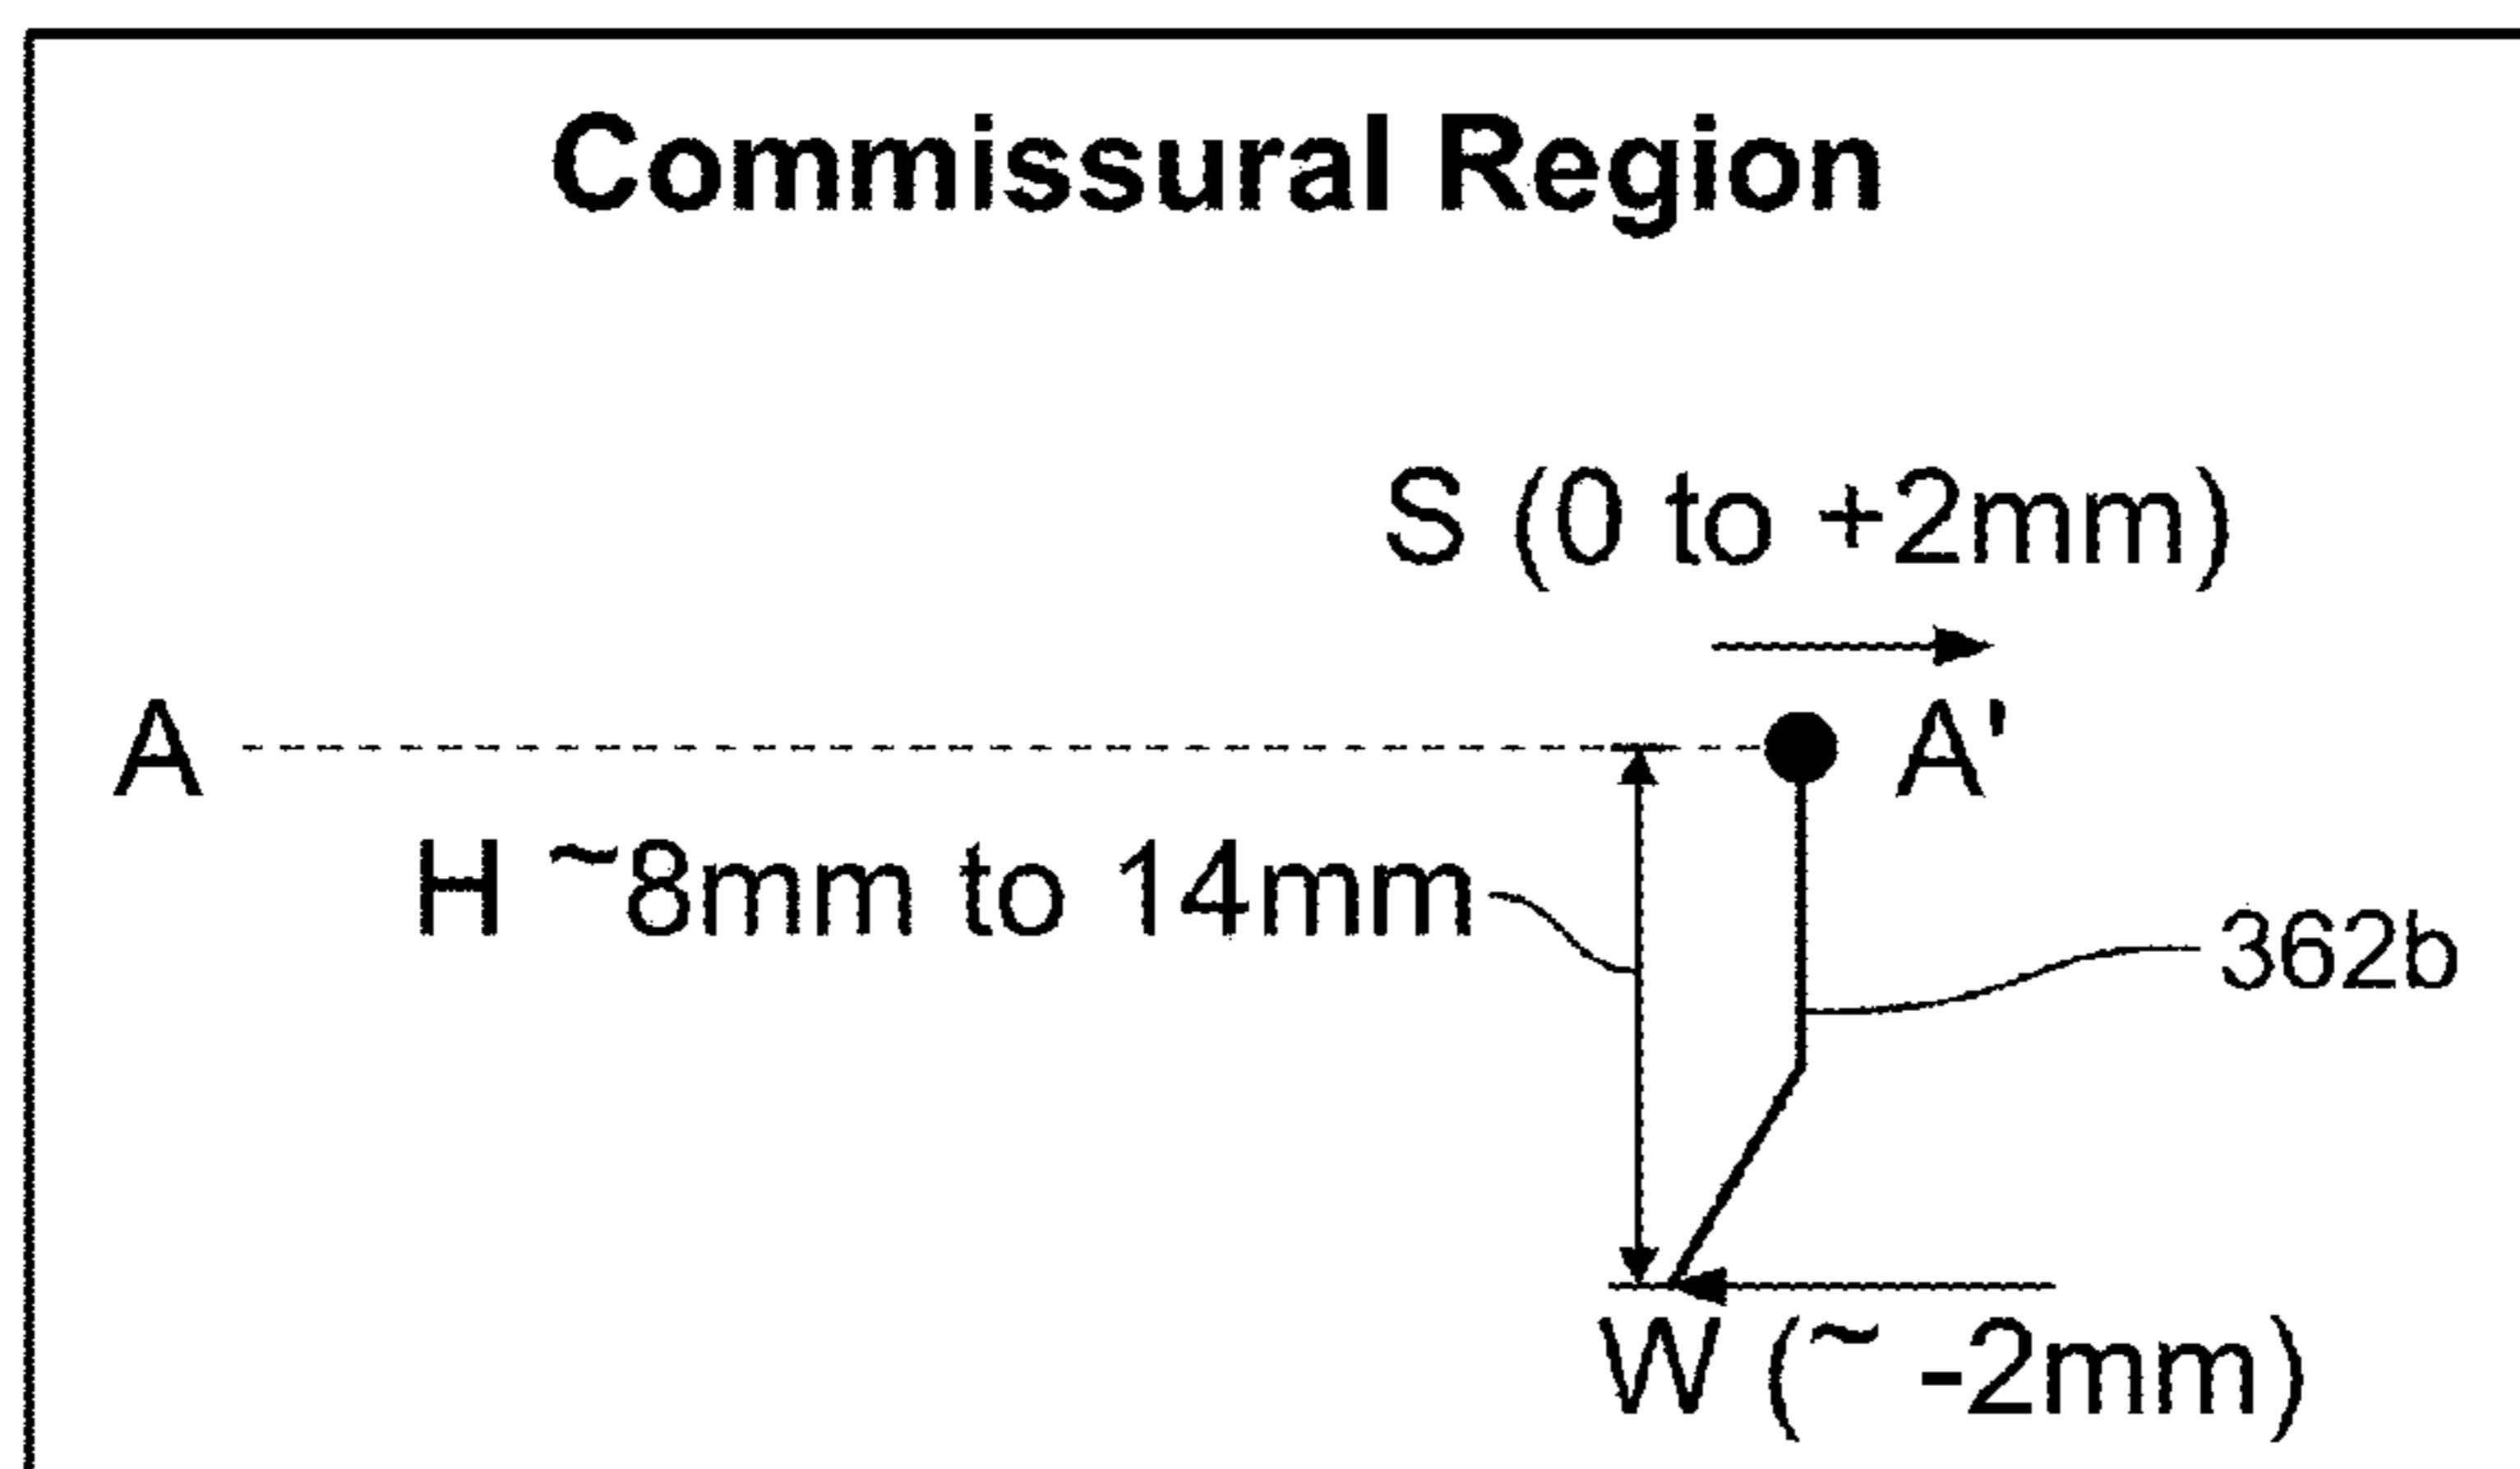 Commissural Region
S (0 to +2mm)
A A'
H ~8mm to 14mm
362b
W (~ -2mm)